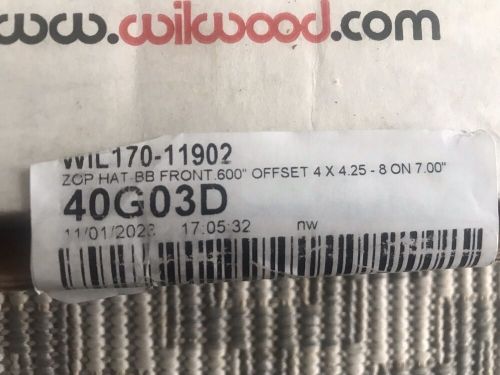 www.wilwood.com
WIL170-11902
ZOP HAT-BB FRONT .600" OFFSET 4 X 4.25 - 8 ON 7.00"
40G03D
11/01/2023 17:05:32 nw